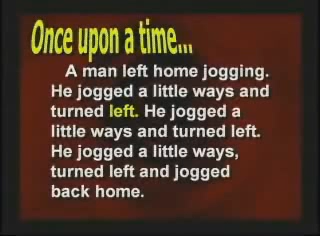 Once upon a time...
A man left home jogging.
He jogged a little ways and
turned left. He jogged a
little ways and turned left.
He jogged a little ways,
turned left and jogged
back home.